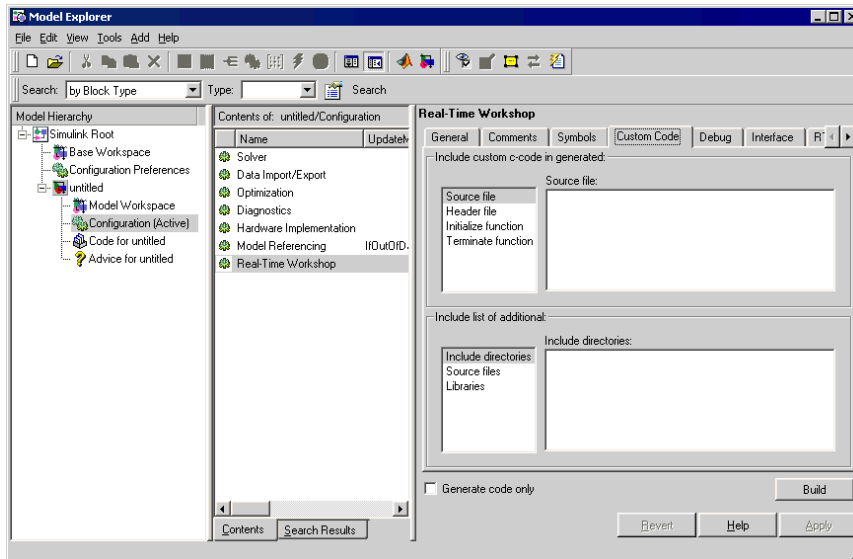 Model Explorer
File Edit View Tools Add Help
Search: by Block Type Type: Search
Model Hierarchy
Simulink Root
Base Workspace
Configuration Preferences
untitled
Model Workspace
Configuration (Active)
Code for untitled
Advice for untitled
Contents of: untitled/Configuration
Name
Solver
Data Import/Export
Optimization
Diagnostics
Hardware Implementation
Model Referencing IfOutOfD.
Real-Time Workshop
Contents Search Results
Real-Time Workshop
General Comments Symbols Custom Code Debug Interface
Include custom c-code in generated:
Source file:
Source file
Header file
Initialize function
Terminate function
Include list of additional:
Include directories:
Include directories
Source files
Libraries
Generate code only
Build
Revert Help Apply